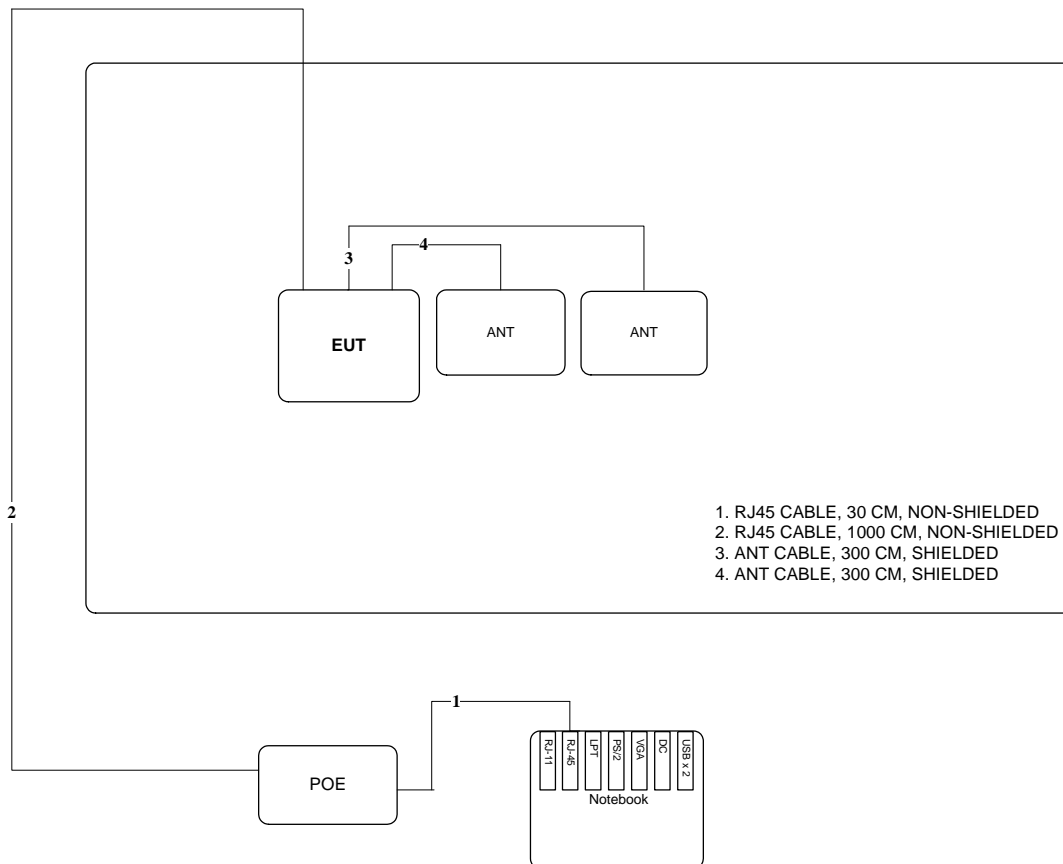 4
3
EUT
ANT
ANT
2
1. RJ45 CABLE, 30 CM, NON-SHIELDED
2. RJ45 CABLE, 1000 CM, NON-SHIELDED
3. ANT CABLE, 300 CM, SHIELDED
4. ANT CABLE, 300 CM, SHIELDED
1
POE
RJ-11
RJ-45
LPT
PS/2
VGA
DC
USB x 2
Notebook